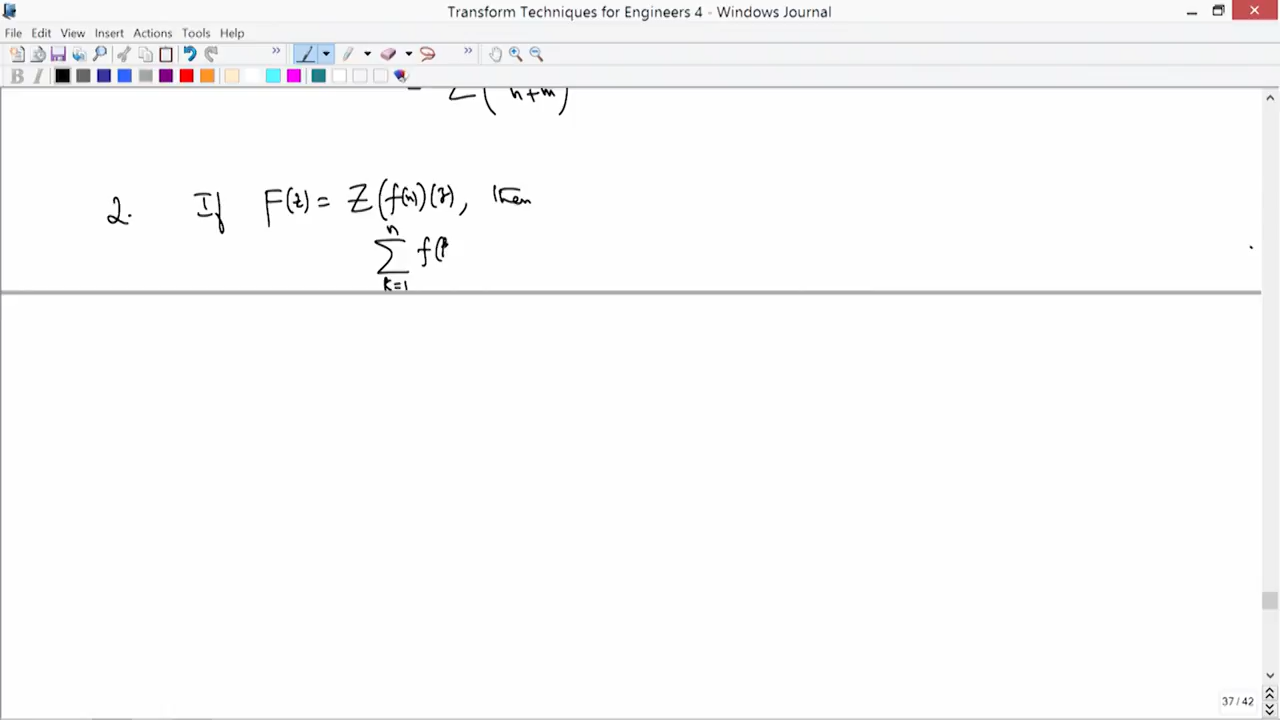 Transform Techniques for Engineers 4 - Windows Journal
File Edit View Insert Actions Tools Help
B I
n+m )
2. If F(z) = Z(f(n)(z), then
n
∑ f(
k=1
37 / 42